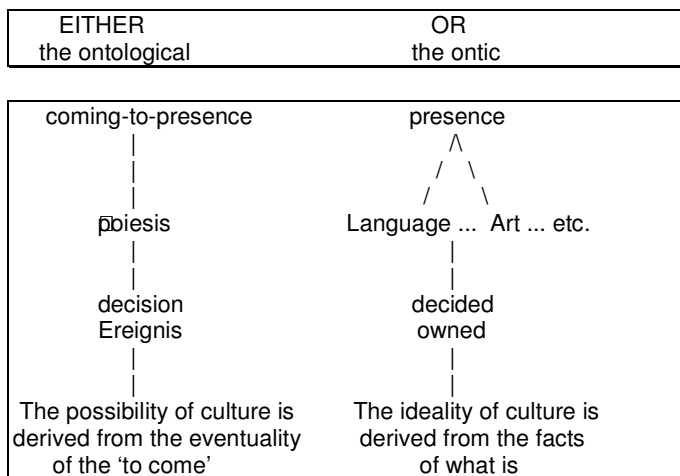 EITHER OR
the ontological the ontic
coming-to-presence presence
poiesis Language ... Art ... etc.
decision decided
Ereignis owned
The possibility of culture is The ideality of culture is
derived from the eventuality derived from the facts
of the ‘to come’ of what is